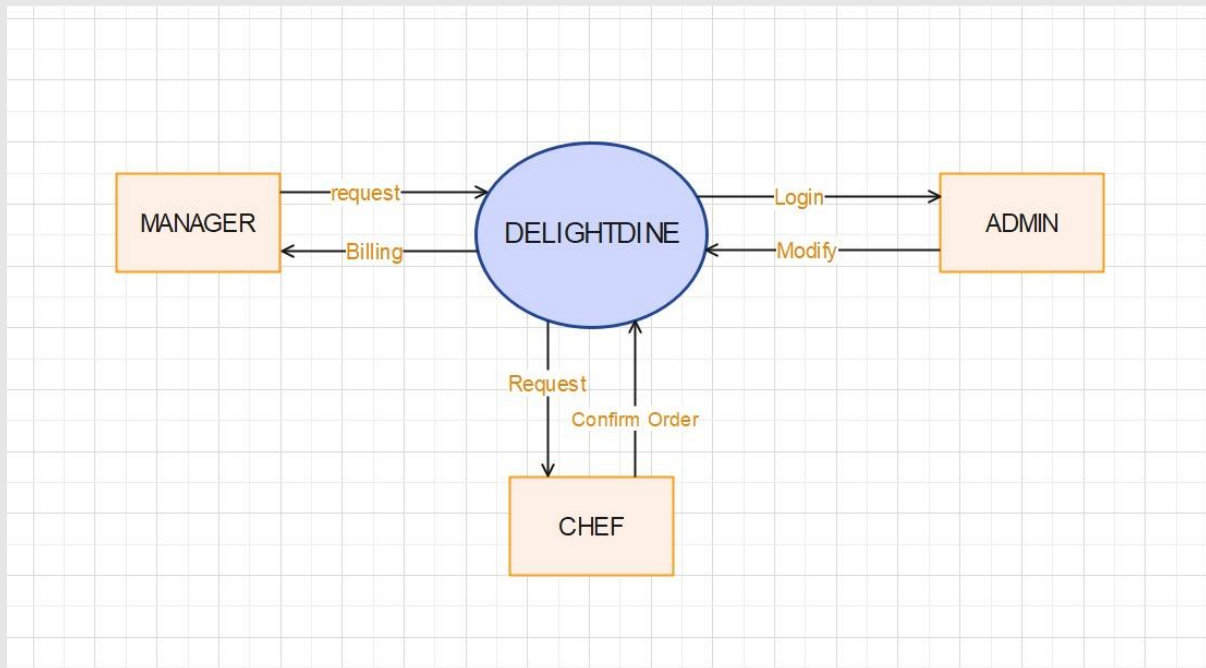 request
Login
MANAGER
DELIGHTDINE
ADMIN
Billing
Modify
Request
Confirm Order
CHEF